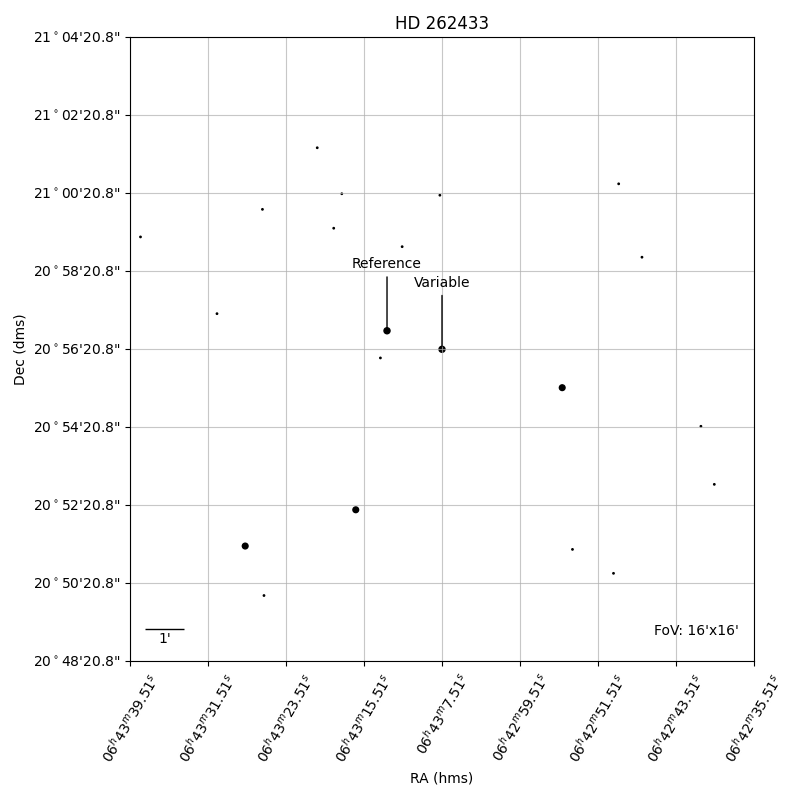 HD 262433
21°04'20.8"
21°02'20.8"
21°00'20.8"
20°58'20.8"
20°56'20.8"
20°54'20.8"
20°52'20.8"
20°50'20.8"
20°48'20.8"
Dec (dms)
Reference
Variable
1'
FoV: 16'x16'
06ʰ43ᵐ39.51ˢ
06ʰ43ᵐ31.51ˢ
06ʰ43ᵐ23.51ˢ
06ʰ43ᵐ15.51ˢ
06ʰ43ᵐ7.51ˢ
06ʰ42ᵐ59.51ˢ
06ʰ42ᵐ51.51ˢ
06ʰ42ᵐ43.51ˢ
06ʰ42ᵐ35.51ˢ
RA (hms)